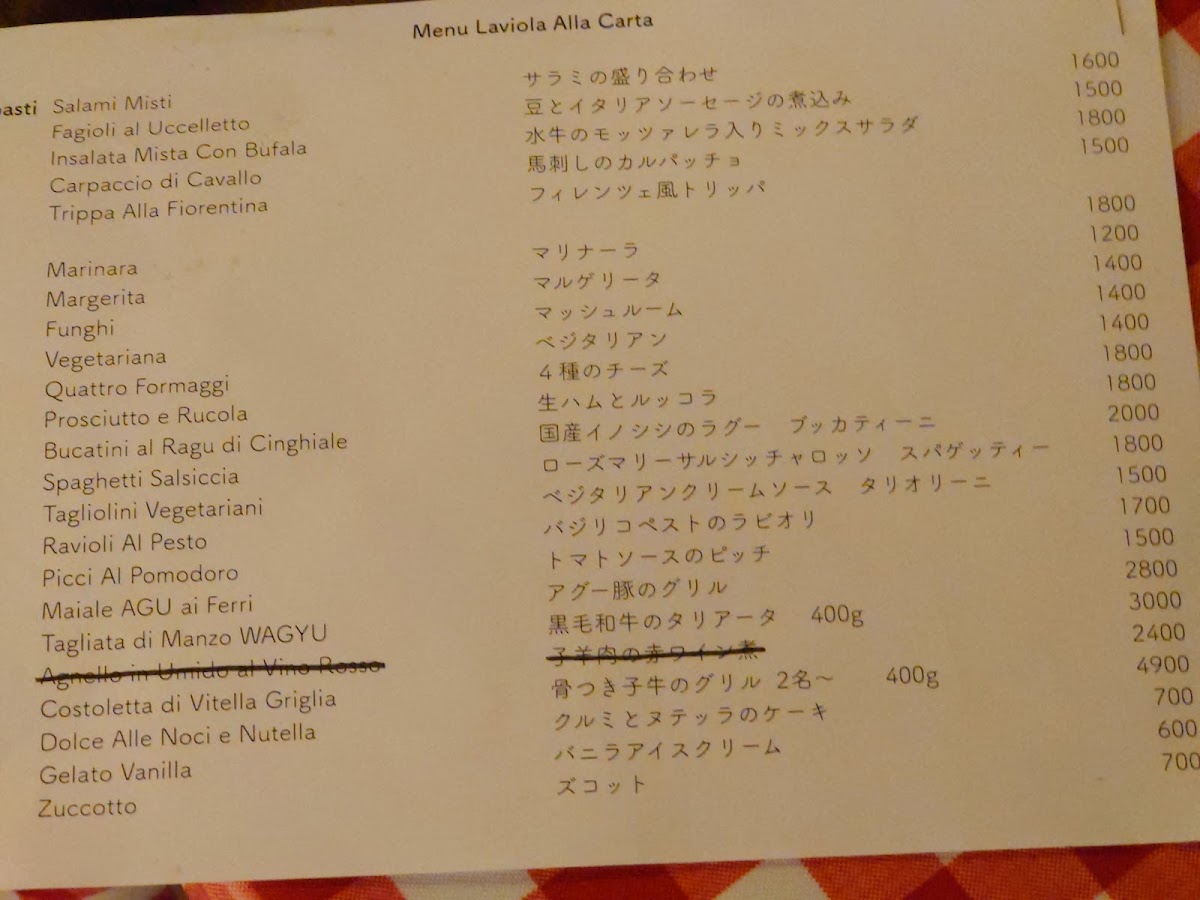 Menu Laviola Alla Carta
asti Salami Misti サラミの盛り合わせ 1600
Fagioli al Uccelletto 豆とイタリアソーセージの煮込み 1500
Insalata Mista Con Bufala 水牛のモッツァレラ入りミックスサラダ 1800
Carpaccio di Cavallo 馬刺しのカルパッチョ 1500
Trippa Alla Fiorentina フィレンツェ風トリッパ 1800
Marinara マリナーラ 1200
Margerita マルゲリータ 1400
Funghi マッシュルーム 1400
Vegetariana ベジタリアン 1400
Quattro Formaggi 4種のチーズ 1800
Prosciutto e Rucola 生ハムとルッコラ 1800
Bucatini al Ragu di Cinghiale 国産イノシシのラグー ブッカティーニ 2000
Spaghetti Salsiccia ローズマリーサルシッチャロッソ スパゲッティー 1800
Tagliolini Vegetariani ベジタリアンクリームソース タリオリーニ 1500
Ravioli Al Pesto バジリコペストのラビオリ 1700
Picci Al Pomodoro トマトソースのピッチ 1500
Maiale AGU ai Ferri アグー豚のグリル 2800
Tagliata di Manzo WAGYU 黒毛和牛のタリアータ 400g 3000
Agnello in Umido al Vino Rosso 子羊肉の赤ワイン煮 2400
Costoletta di Vitella Griglia 骨つき子牛のグリル 2名～ 400g 4900
Dolce Alle Noci e Nutella クルミとヌテッラのケーキ 700
Gelato Vanilla バニラアイスクリーム 600
Zuccotto ズコット 700